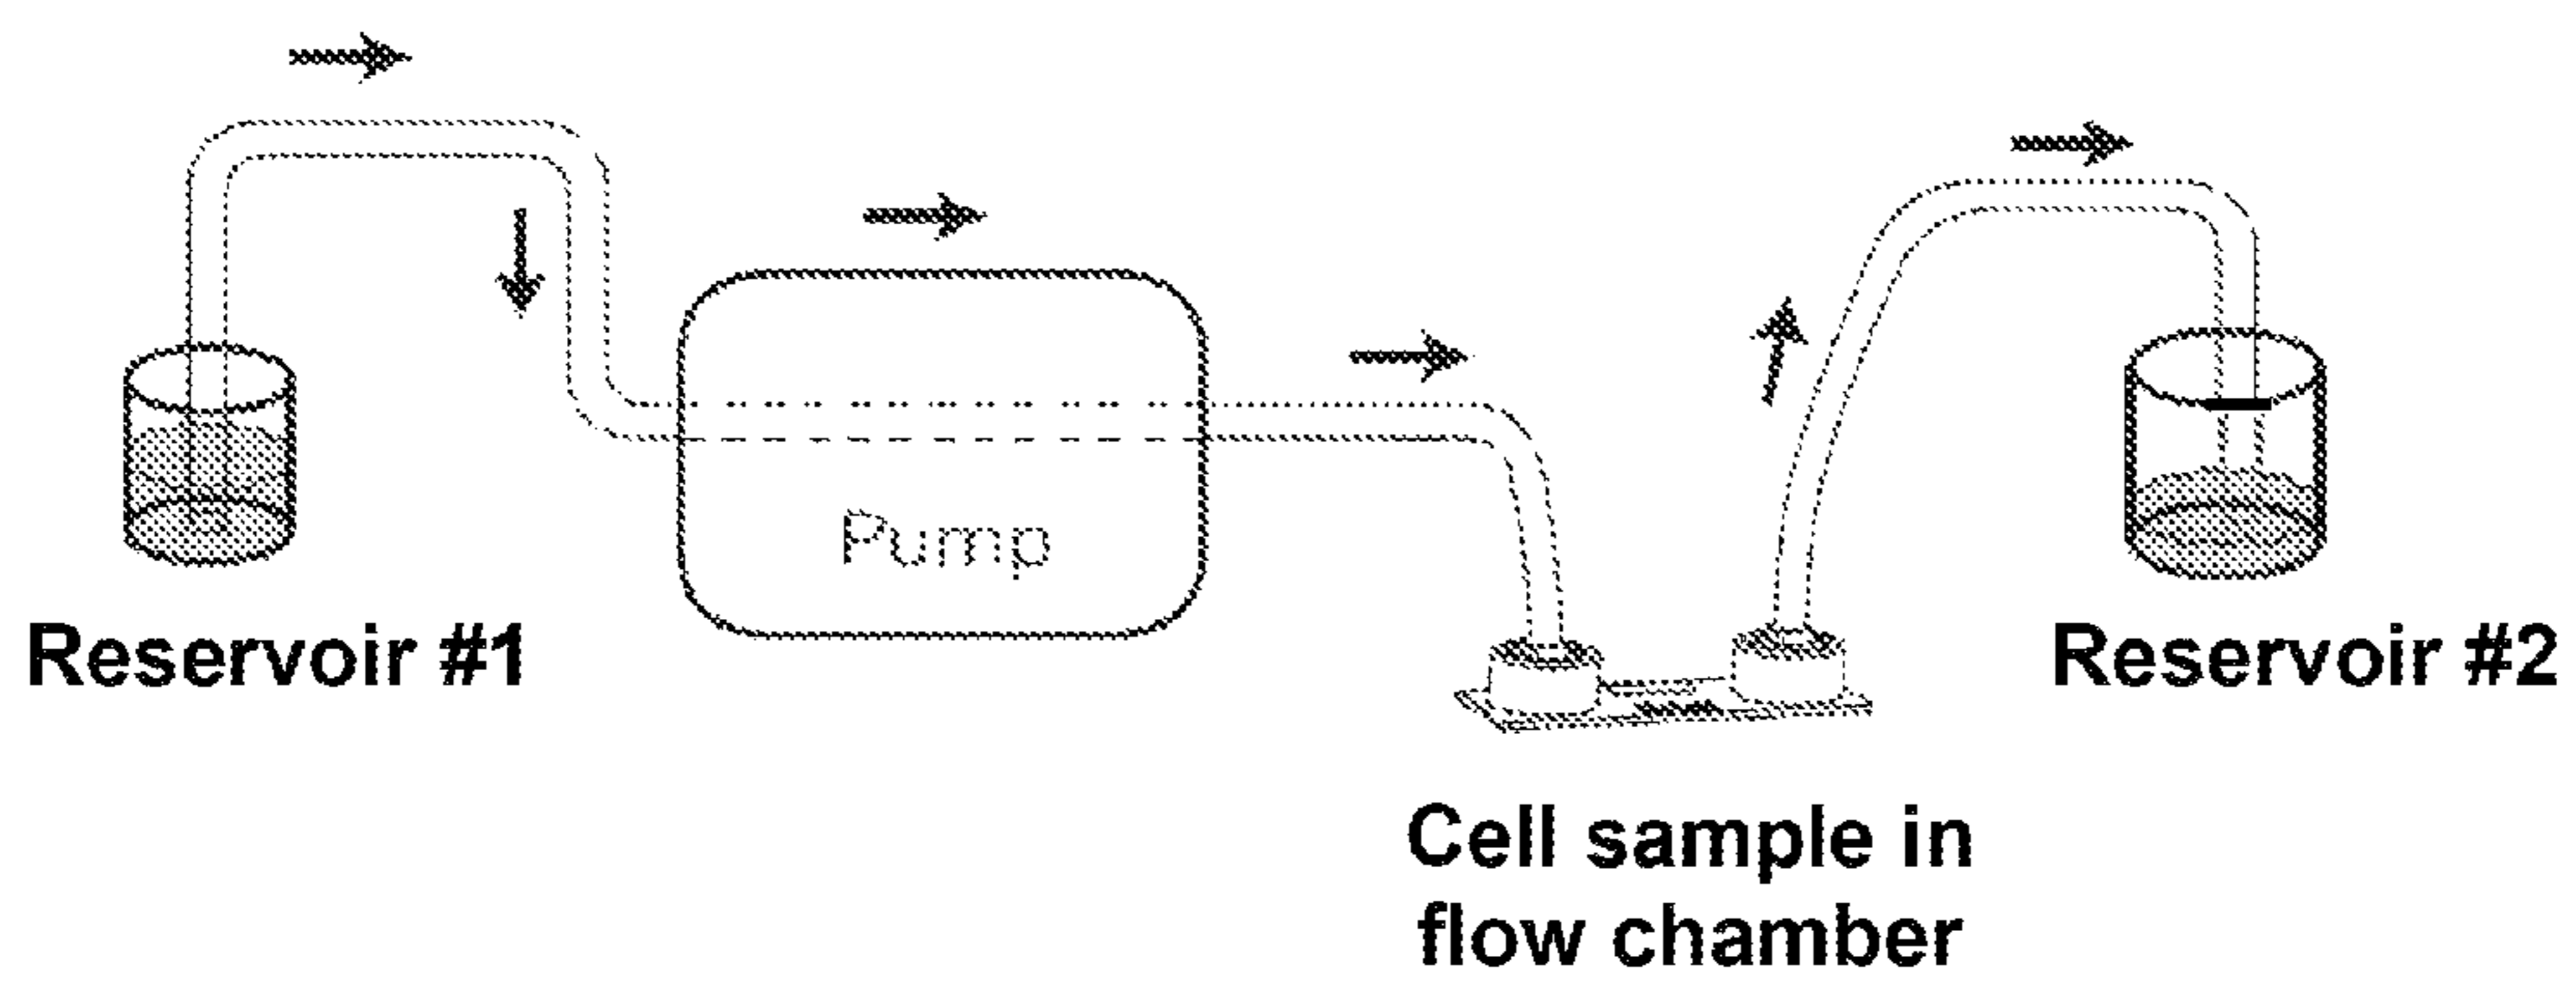 Pump
Reservoir #1
Reservoir #2
Cell sample in
flow chamber